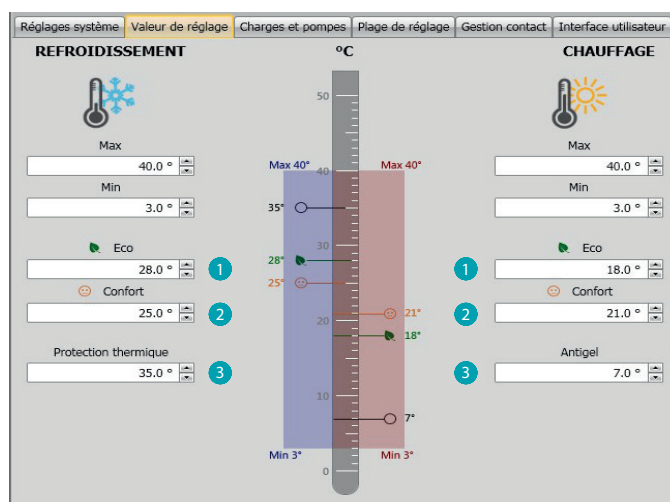 Réglages système Valeur de réglage Charges et pompes Plage de réglage Gestion contact Interface utilisateur
REFROIDISSEMENT °C CHAUFFAGE
50
Max Max
40.0 ° Max 40° 40 Max 40° 40.0 °
Min Min
3.0 ° 35° 3.0 °
30
Eco Eco
28.0 ° 1 28° 1 18.0 °
25°
Confort Confort
25.0 ° 2 21° 2 21.0 °
20
18°
Protection thermique Antigel
35.0 ° 3 3 7.0 °
10
7°
Min 3° Min 3°
0